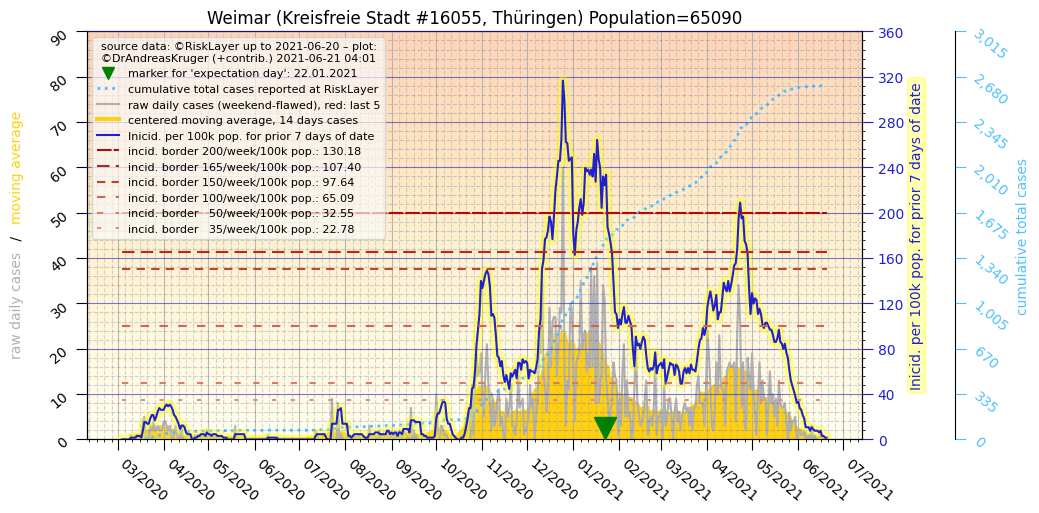 Weimar (Kreisfreie Stadt #16055, Thüringen) Population=65090
source data: ©RiskLayer up to 2021-06-20 – plot:
©DrAndreasKruger (+contrib.) 2021-06-21 04:01
marker for 'expectation day': 22.01.2021
cumulative total cases reported at RiskLayer
raw daily cases (weekend-flawed), red: last 5
centered moving average, 14 days cases
Inicid. per 100k pop. for prior 7 days of date
incid. border 200/week/100k pop.: 130.18
incid. border 165/week/100k pop.: 107.40
incid. border 150/week/100k pop.: 97.64
incid. border 100/week/100k pop.: 65.09
incid. border 50/week/100k pop.: 32.55
incid. border 35/week/100k pop.: 22.78
raw daily cases / moving average
90
80
70
60
50
40
30
20
10
0
03/2020
04/2020
05/2020
06/2020
07/2020
08/2020
09/2020
10/2020
11/2020
12/2020
01/2021
02/2021
03/2021
04/2021
05/2021
06/2021
07/2021
360
320
280
240
200
160
120
80
40
0
Inicid. per 100k pop. for prior 7 days of date
3,015
2,680
2,345
2,010
1,675
1,340
1,005
670
335
0
cumulative total cases